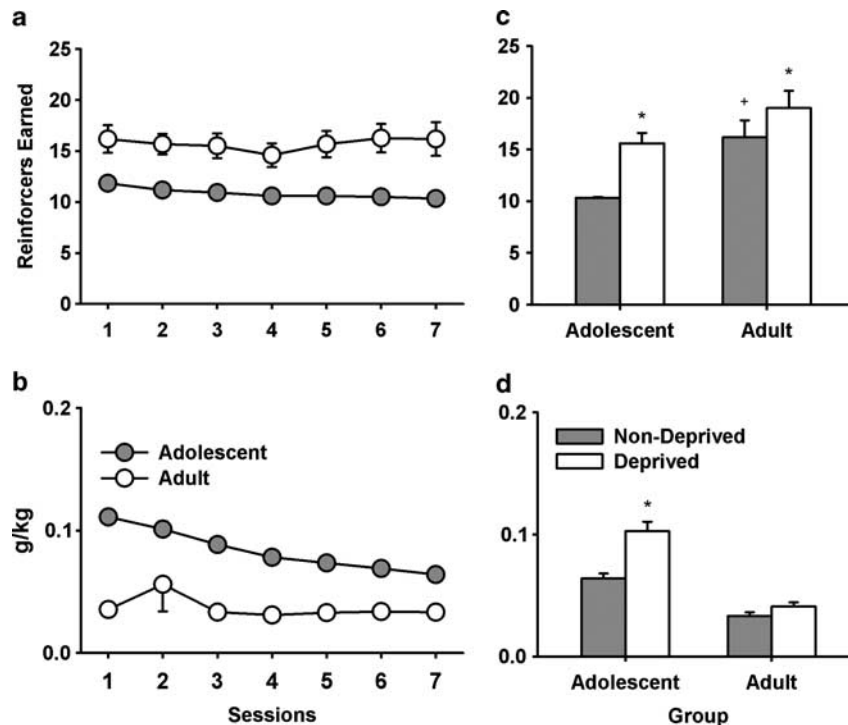 a
Reinforcers Earned
25
20
15
10
5
0
1 2 3 4 5 6 7
c
25
20
15
10
5
0
*
+
*
Adolescent Adult
b
g/kg
0.2
0.1
0.0
Adolescent
Adult
1 2 3 4 5 6 7
Sessions
d
0.2
0.1
0.0
Non-Deprived
Deprived
*
Adolescent Adult
Group